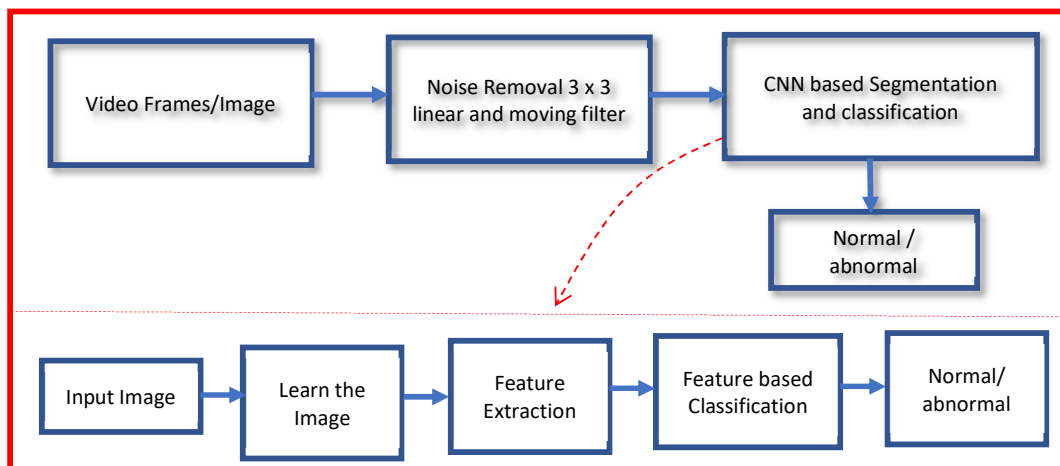 Video Frames/Image
Noise Removal 3 x 3
linear and moving filter
CNN based Segmentation
and classification
Normal /
abnormal
Input Image
Learn the
Image
Feature
Extraction
Feature based
Classification
Normal/
abnormal